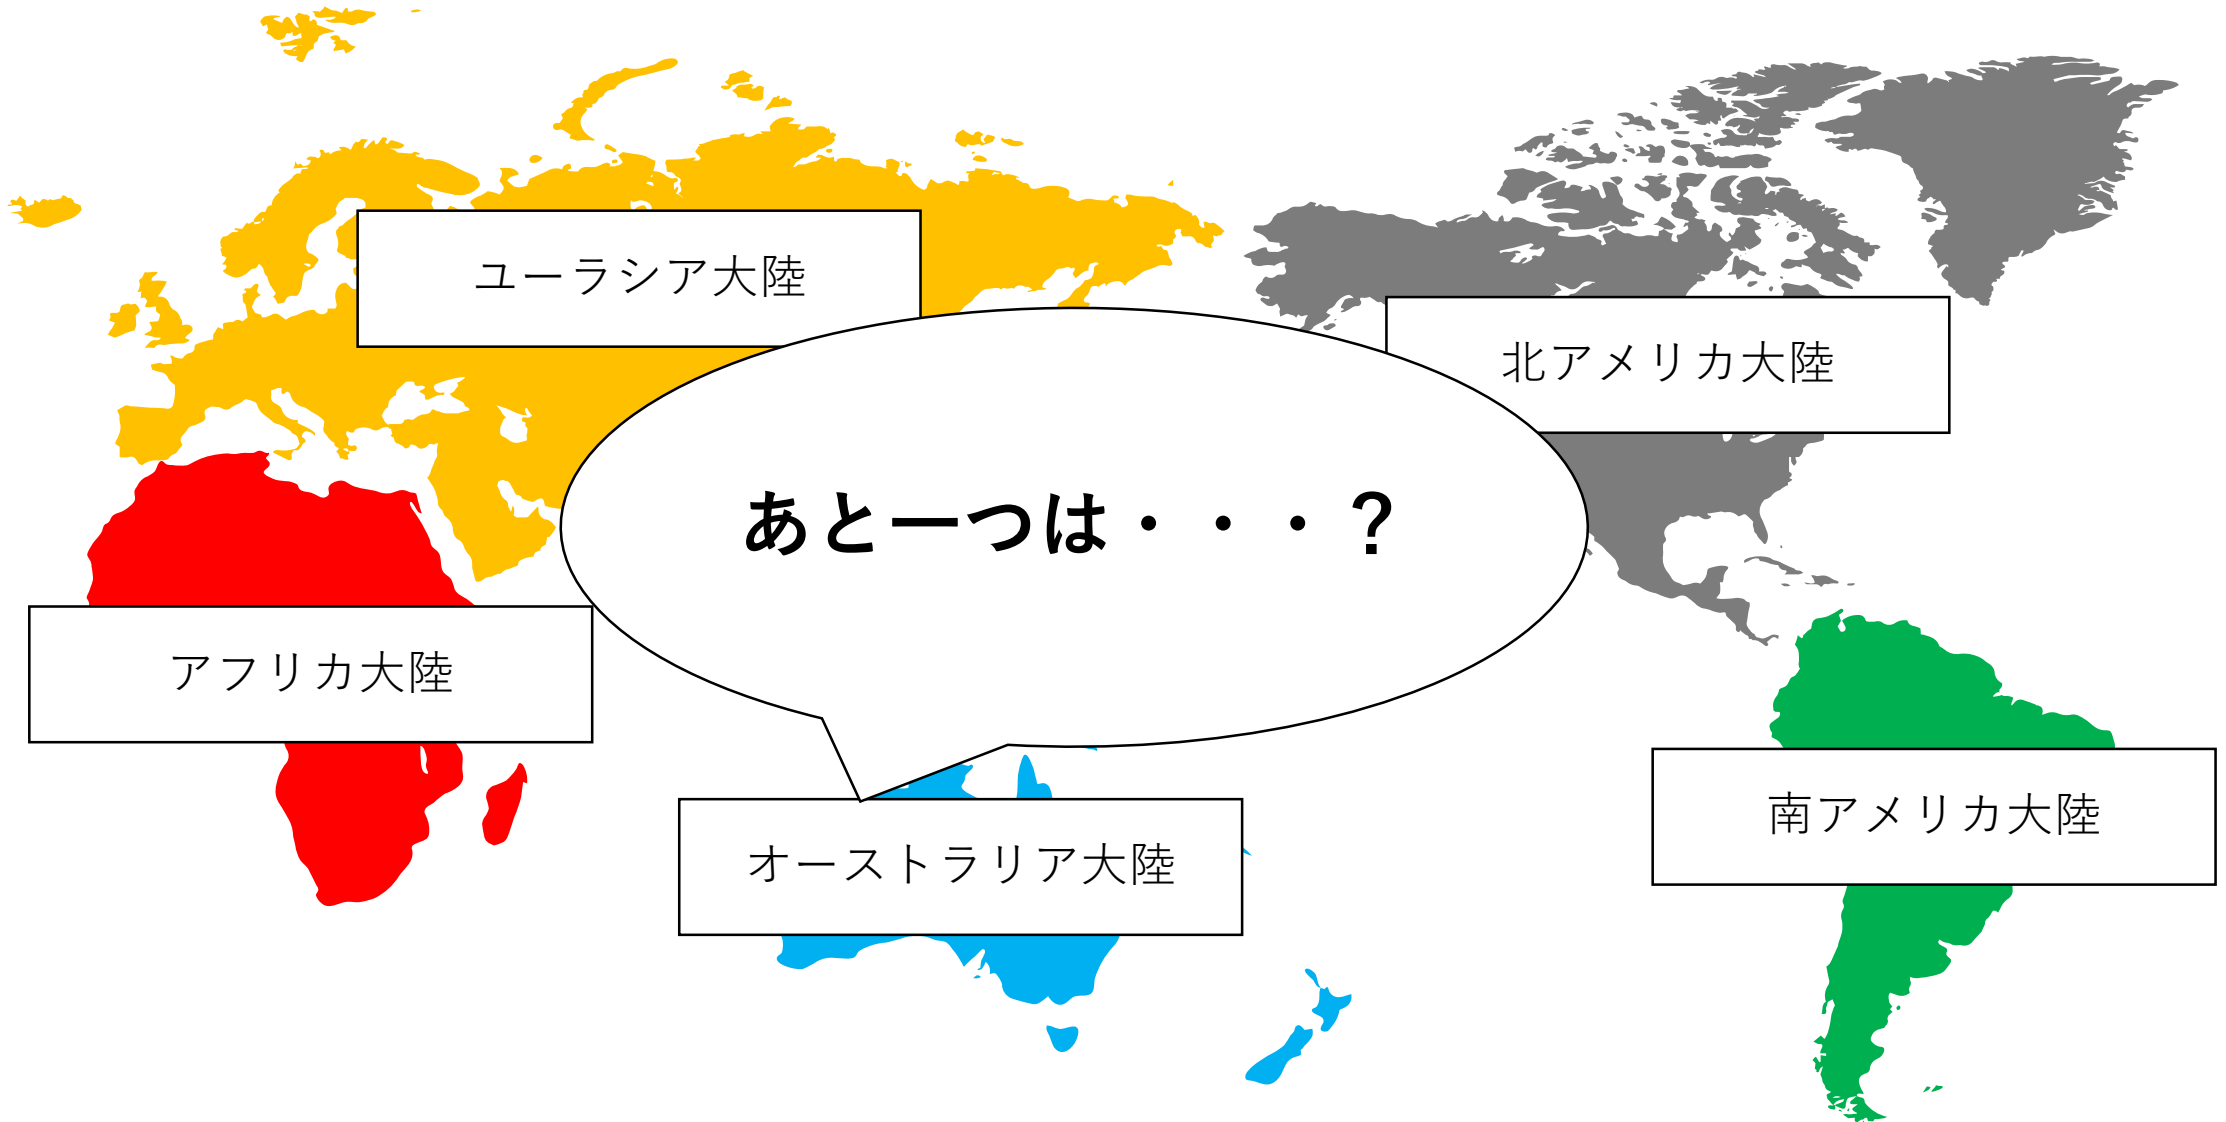 ユーラシア大陸
北アメリカ大陸
あと一つは・・・？
アフリカ大陸
南アメリカ大陸
オーストラリア大陸